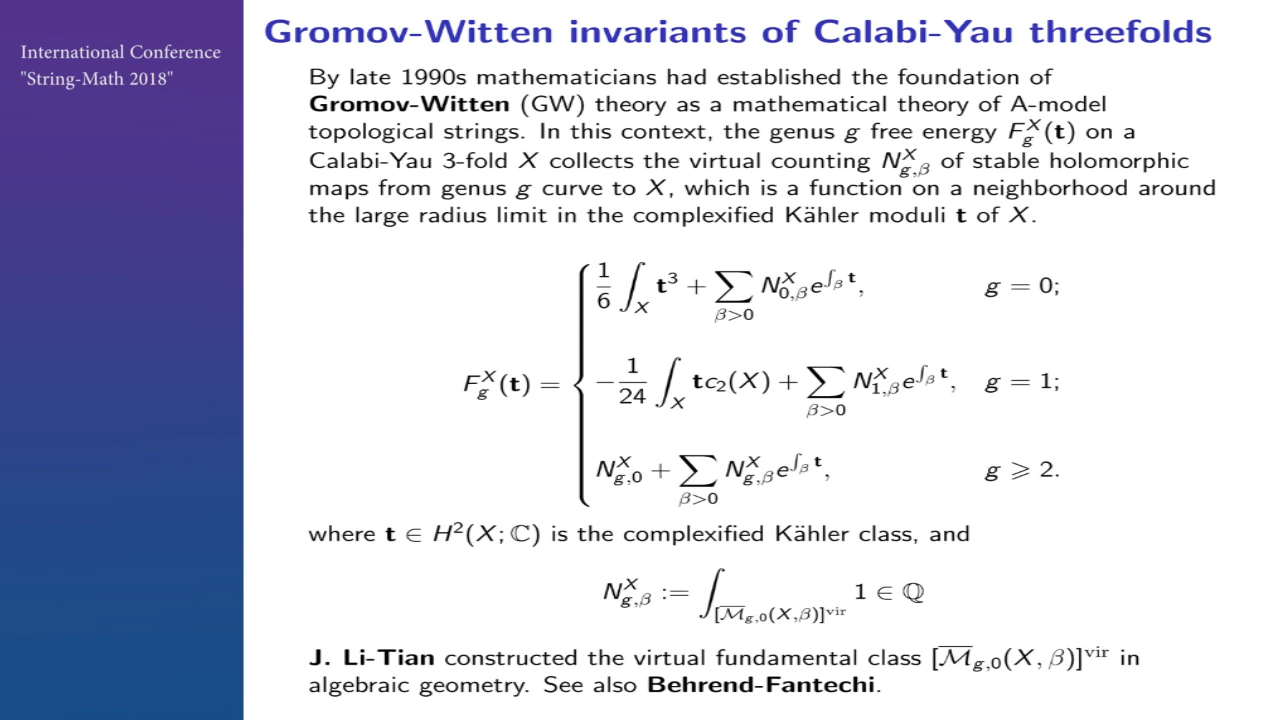 International Conference
"String-Math 2018"
Gromov-Witten invariants of Calabi-Yau threefolds
By late 1990s mathematicians had established the foundation of
Gromov-Witten (GW) theory as a mathematical theory of A-model
topological strings. In this context, the genus g free energy F_g^X(t) on a
Calabi-Yau 3-fold X collects the virtual counting N_{g,β}^X of stable holomorphic
maps from genus g curve to X, which is a function on a neighborhood around
the large radius limit in the complexified Kähler moduli t of X.
F_g^X(t) = {
1/6 ∫_X t^3 + ∑_{β>0} N_{0,β}^X e^{∫_β t}, g = 0;
−1/24 ∫_X tc_2(X) + ∑_{β>0} N_{1,β}^X e^{∫_β t}, g = 1;
N_{g,0}^X + ∑_{β>0} N_{g,β}^X e^{∫_β t}, g ⩾ 2.
where t ∈ H^2(X; ℂ) is the complexified Kähler class, and
N_{g,β}^X := ∫_{[\overline{M}_{g,0}(X,β)]^{vir}} 1 ∈ ℚ
J. Li-Tian constructed the virtual fundamental class [\overline{M}_{g,0}(X, β)]^{vir} in
algebraic geometry. See also Behrend-Fantechi.